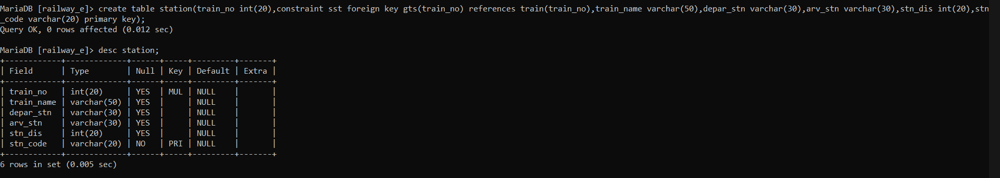 MariaDB [railway_e]> create table station(train_no int(20),constraint sst foreign key gts(train_no) references train(train_no),train_name varchar(50),depar_stn varchar(30),arv_stn varchar(30),stn_dis int(20),stn
_code varchar(20) primary key);
Query OK, 0 rows affected (0.012 sec)

MariaDB [railway_e]> desc station;
+------------+-------------+------+-----+---------+-------+
| Field      | Type        | Null | Key | Default | Extra |
+------------+-------------+------+-----+---------+-------+
| train_no   | int(20)     | YES  | MUL | NULL    |       |
| train_name | varchar(50) | YES  |     | NULL    |       |
| depar_stn  | varchar(30) | YES  |     | NULL    |       |
| arv_stn    | varchar(30) | YES  |     | NULL    |       |
| stn_dis    | int(20)     | YES  |     | NULL    |       |
| stn_code   | varchar(20) | NO   | PRI | NULL    |       |
+------------+-------------+------+-----+---------+-------+
6 rows in set (0.005 sec)